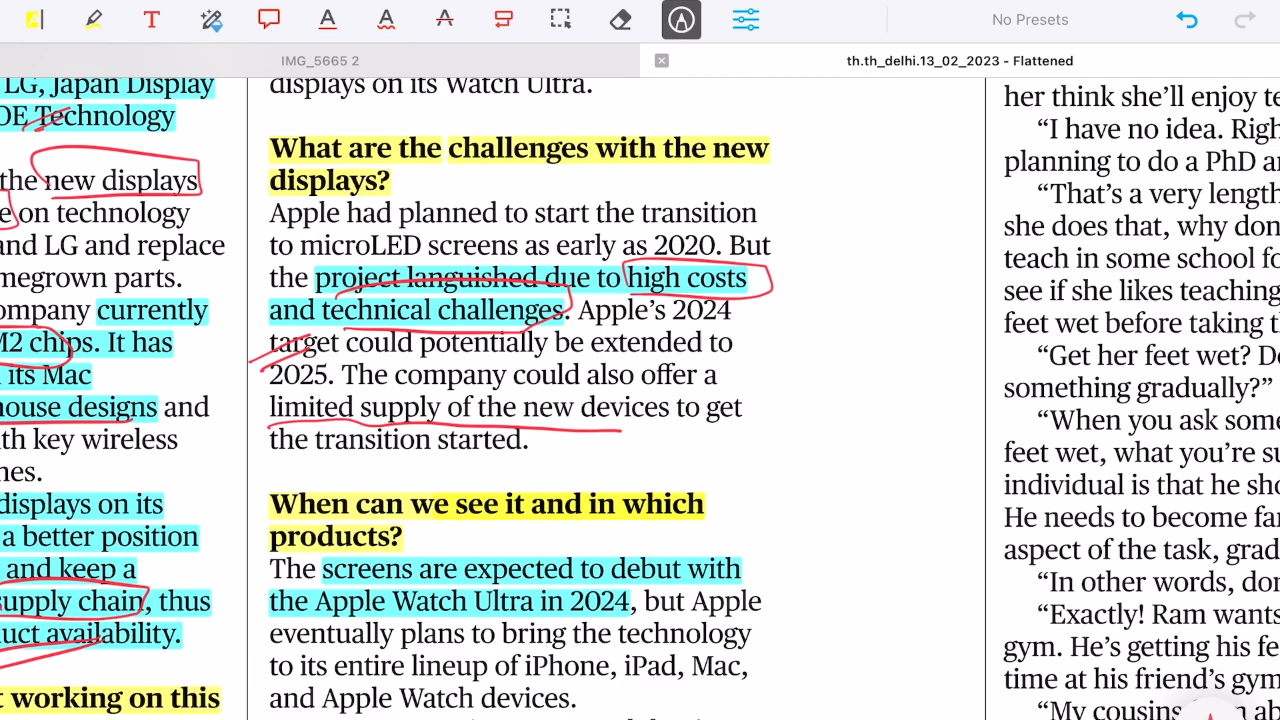 No Presets
IMG_5665 2
th.th_delhi.13_02_2023 - Flattened
LG, Japan Display
OE Technology
the new displays
e on technology
and LG and replace
megrown parts.
ompany currently
M2 chips. It has
its Mac
house designs and
th key wireless
nes.
displays on its
a better position
and keep a
supply chain, thus
uct availability.
t working on this
displays on its Watch Ultra.
What are the challenges with the new
displays?
Apple had planned to start the transition
to microLED screens as early as 2020. But
the project languished due to high costs
and technical challenges. Apple's 2024
target could potentially be extended to
2025. The company could also offer a
limited supply of the new devices to get
the transition started.
When can we see it and in which
products?
The screens are expected to debut with
the Apple Watch Ultra in 2024, but Apple
eventually plans to bring the technology
to its entire lineup of iPhone, iPad, Mac,
and Apple Watch devices.
her think she'll enjoy te
“I have no idea. Righ
planning to do a PhD a
“That's a very length
she does that, why don
teach in some school fo
see if she likes teaching
feet wet before taking t
“Get her feet wet? Do
something gradually?”
“When you ask some
feet wet, what you're su
individual is that he sho
He needs to become fa
aspect of the task, grad
“In other words, don
“Exactly! Ram wants
gym. He's getting his fe
time at his friend's gym
“My cousins